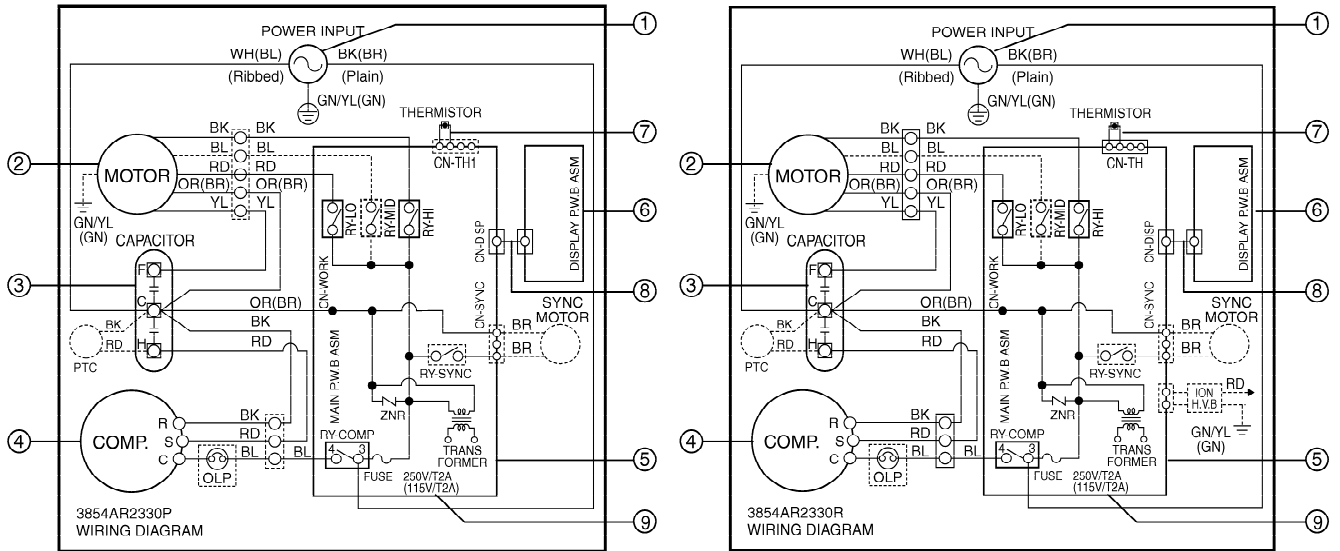 POWER INPUT
WH(BL)
BK(BR)
(Ribbed)
(Plain)
GN/YL(GN)
THERMISTOR
1
BK
BK
BL
BL
RD
RD
OR(BR)
OR(BR)
YL
YL
CN-TH1
7
2
MOTOR
GN/YL
(GN)
RY-LO
RY-MID
RY-HI
CN-DISP
DISPLAY P.W.B ASM
6
CAPACITOR
F
C
H
3
CN-WORK
8
OR(BR)
BK
RD
CN-SYNC
SYNC
MOTOR
BR
BR
BK
RD
PTC
MAIN P.W.B ASM
RY-SYNC
ZNR
TRANS
FORMER
4
COMP.
R
S
C
BK
RD
BL
BL
OLP
RY-COMP
4
3
FUSE
250V/T2A
(115V/T2A)
5
9
3854AR2330P
WIRING DIAGRAM
POWER INPUT
WH(BL)
BK(BR)
(Ribbed)
(Plain)
GN/YL(GN)
THERMISTOR
1
BK
BK
BL
BL
RD
RD
OR(BR)
OR(BR)
YL
YL
CN-TH
7
2
MOTOR
GN/YL
(GN)
RY-LO
RY-MID
RY-HI
CN-DISP
DISPLAY P.W.B ASM
6
CAPACITOR
F
C
H
3
CN-WORK
8
OR(BR)
BK
RD
CN-SYNC
SYNC
MOTOR
BR
BR
BK
RD
PTC
MAIN P.W.B ASM
RY-SYNC
ION
H.V.B
RD
GN/YL
(GN)
ZNR
TRANS
FORMER
4
COMP.
R
S
C
BK
RD
BL
BL
OLP
RY-COMP
4
3
FUSE
250V/T2A
(115V/T2A)
5
9
3854AR2330R
WIRING DIAGRAM